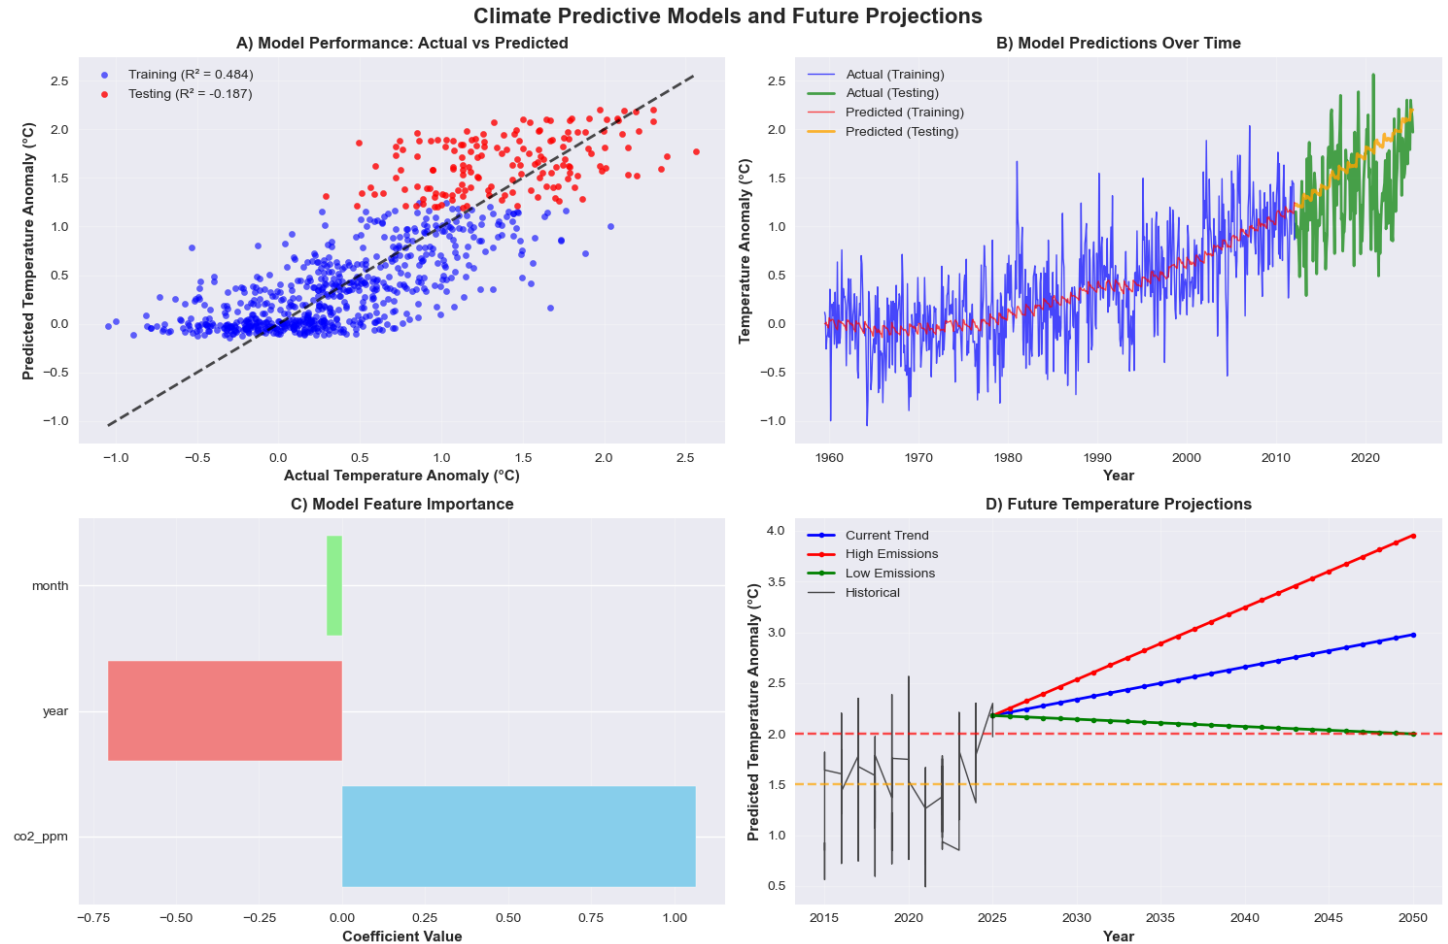 Climate Predictive Models and Future Projections
A) Model Performance: Actual vs Predicted
Training (R² = 0.484)
Testing (R² = -0.187)
Predicted Temperature Anomaly (°C)
2.5
2.0
1.5
1.0
0.5
0.0
−0.5
−1.0
−1.0 −0.5 0.0 0.5 1.0 1.5 2.0 2.5
Actual Temperature Anomaly (°C)
B) Model Predictions Over Time
Actual (Training)
Actual (Testing)
Predicted (Training)
Predicted (Testing)
Temperature Anomaly (°C)
2.5
2.0
1.5
1.0
0.5
0.0
−0.5
−1.0
1960 1970 1980 1990 2000 2010 2020
Year
C) Model Feature Importance
month
year
co2_ppm
−0.75 −0.50 −0.25 0.00 0.25 0.50 0.75 1.00
Coefficient Value
D) Future Temperature Projections
Current Trend
High Emissions
Low Emissions
Historical
Predicted Temperature Anomaly (°C)
4.0
3.5
3.0
2.5
2.0
1.5
1.0
0.5
2015 2020 2025 2030 2035 2040 2045 2050
Year